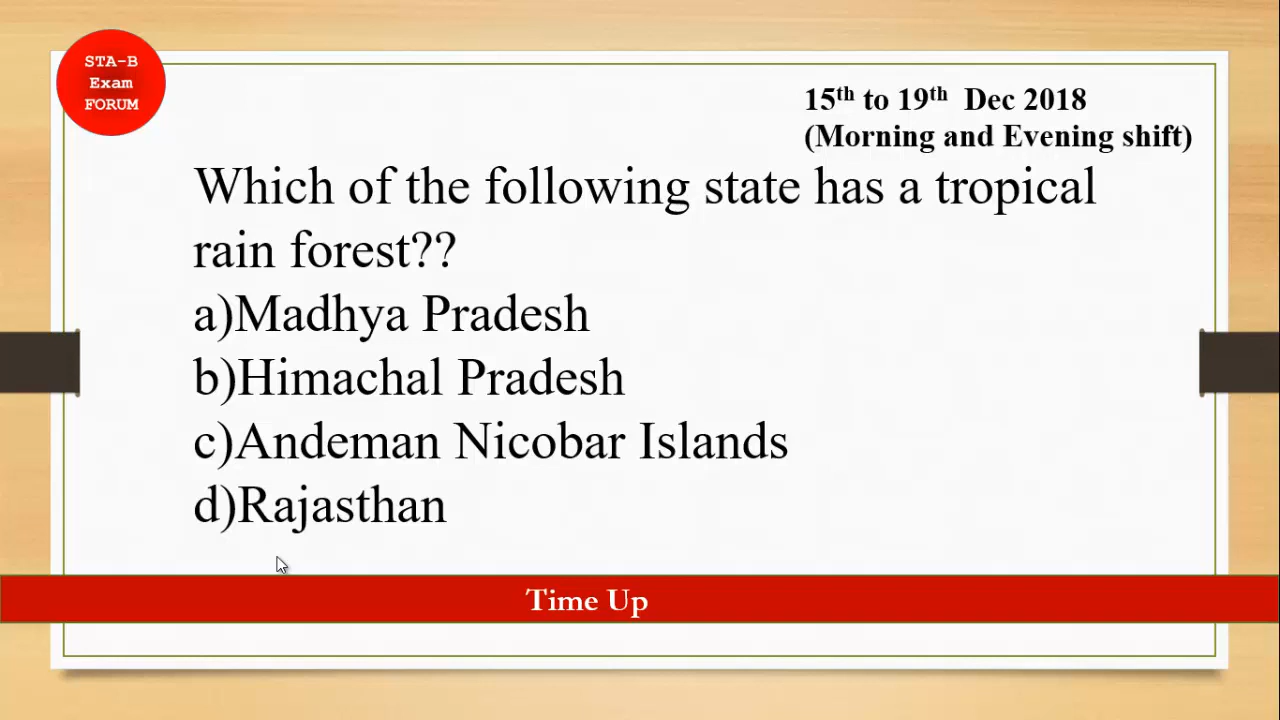 STA-B
Exam
FORUM
15th to 19th Dec 2018
(Morning and Evening shift)
Which of the following state has a tropical
rain forest??
a)Madhya Pradesh
b)Himachal Pradesh
c)Andeman Nicobar Islands
d)Rajasthan
Time Up